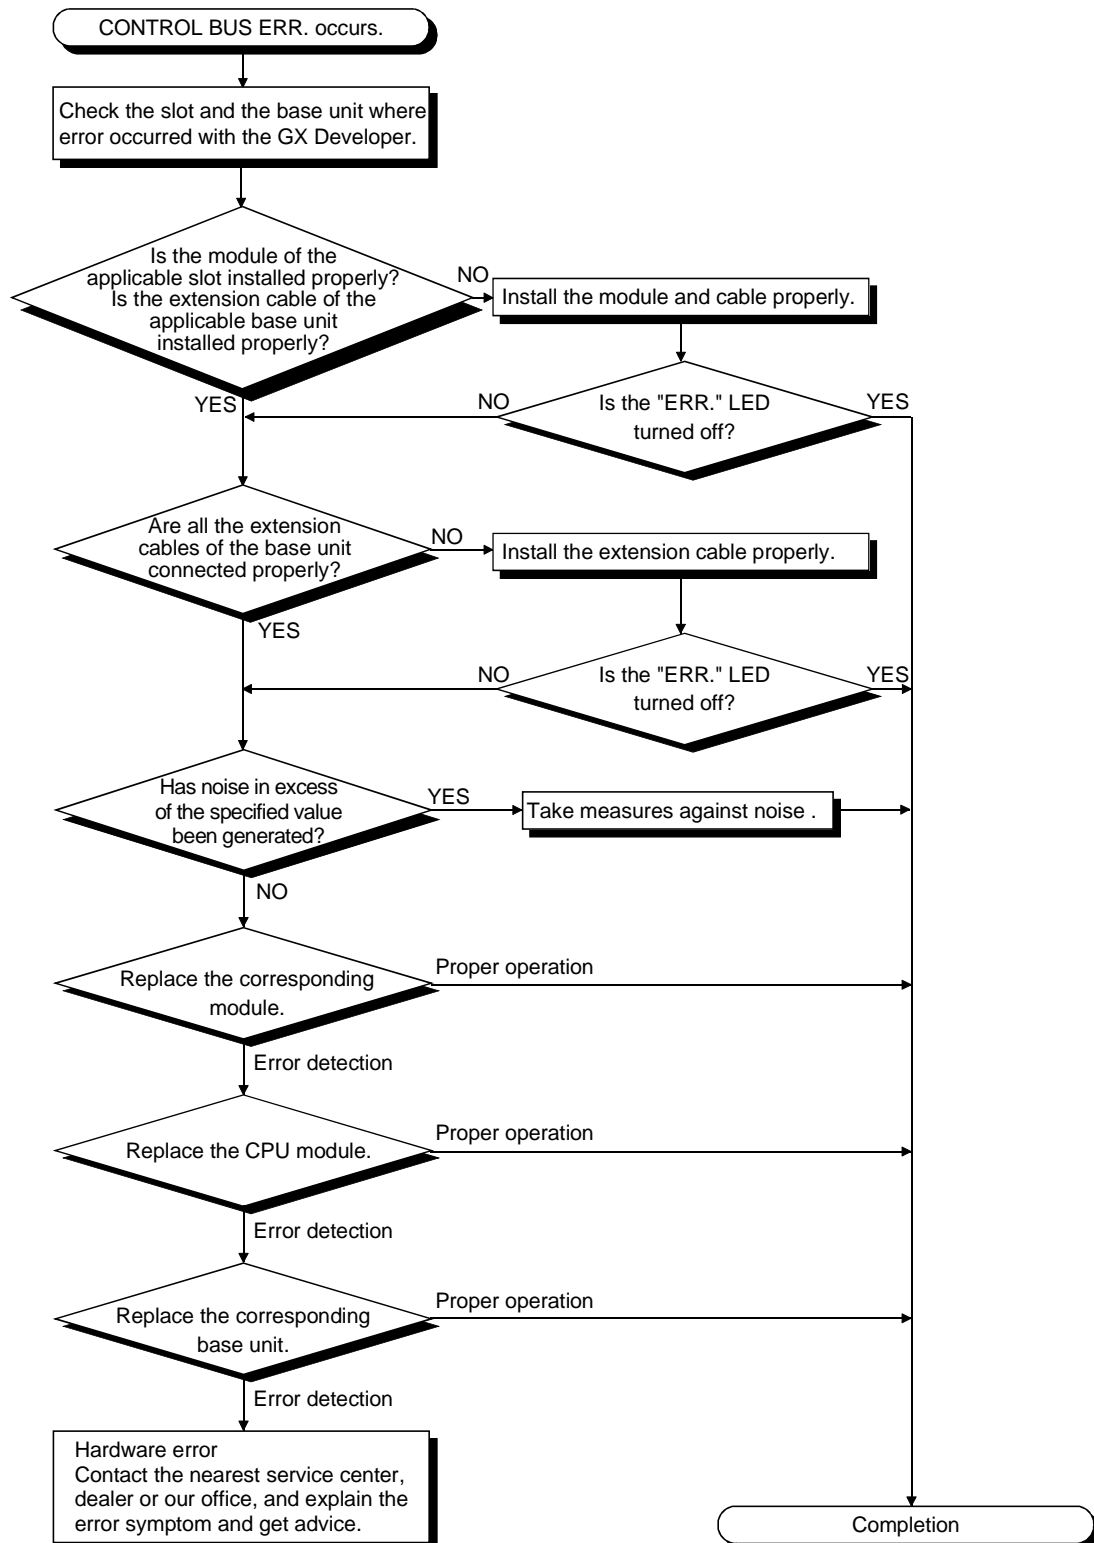 CONTROL BUS ERR. occurs.
Check the slot and the base unit where
error occurred with the GX Developer.
Is the module of the
applicable slot installed properly?
Is the extension cable of the
applicable base unit
installed properly?
NO
Install the module and cable properly.
YES
NO
Is the "ERR." LED
turned off?
YES
Are all the extension
cables of the base unit
connected properly?
NO
Install the extension cable properly.
YES
NO
Is the "ERR." LED
turned off?
YES
Has noise in excess
of the specified value
been generated?
YES
Take measures against noise .
NO
Replace the corresponding
module.
Proper operation
Error detection
Replace the CPU module.
Proper operation
Error detection
Replace the corresponding
base unit.
Proper operation
Error detection
Hardware error
Contact the nearest service center,
dealer or our office, and explain the
error symptom and get advice.
Completion